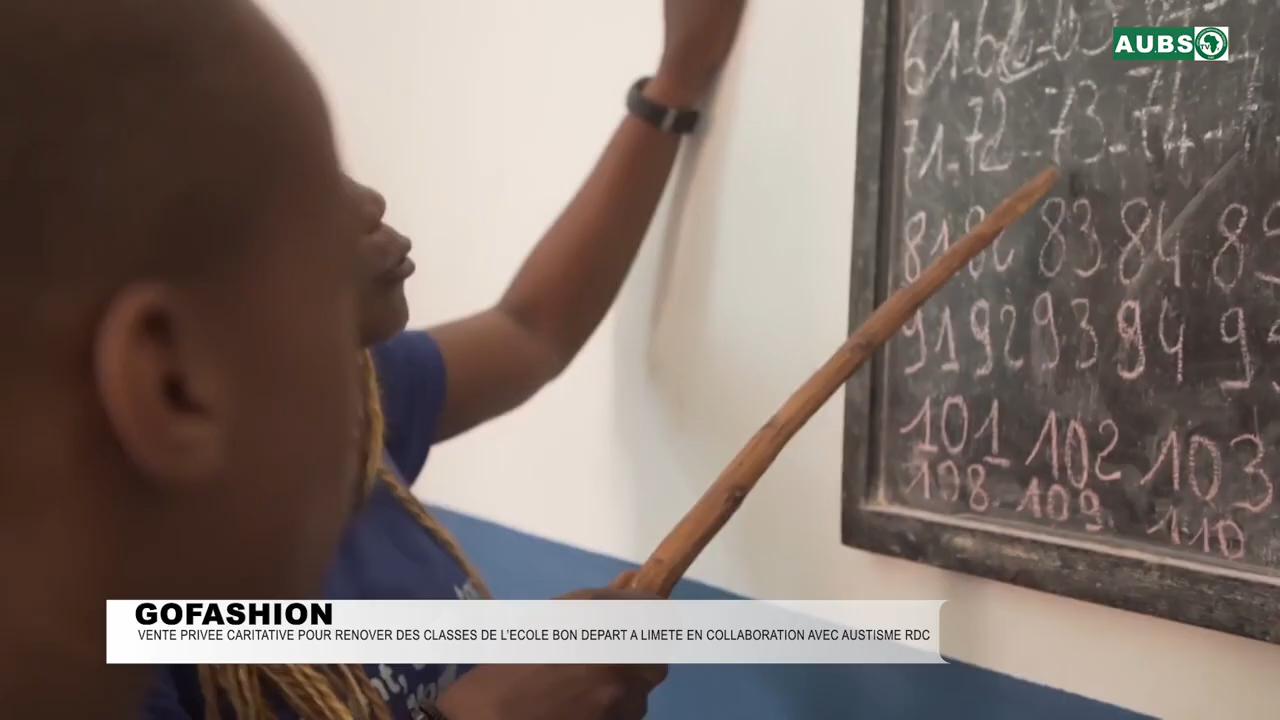 AUBS
TV
61-62-63
71-72-73-74-7
81 82 83 84 85
91 92 93 94 95
101 102 103
108 109 110
GOFASHION
VENTE PRIVEE CARITATIVE POUR RENOVER DES CLASSES DE L'ECOLE BON DEPART A LIMETE EN COLLABORATION AVEC AUSTISME RDC